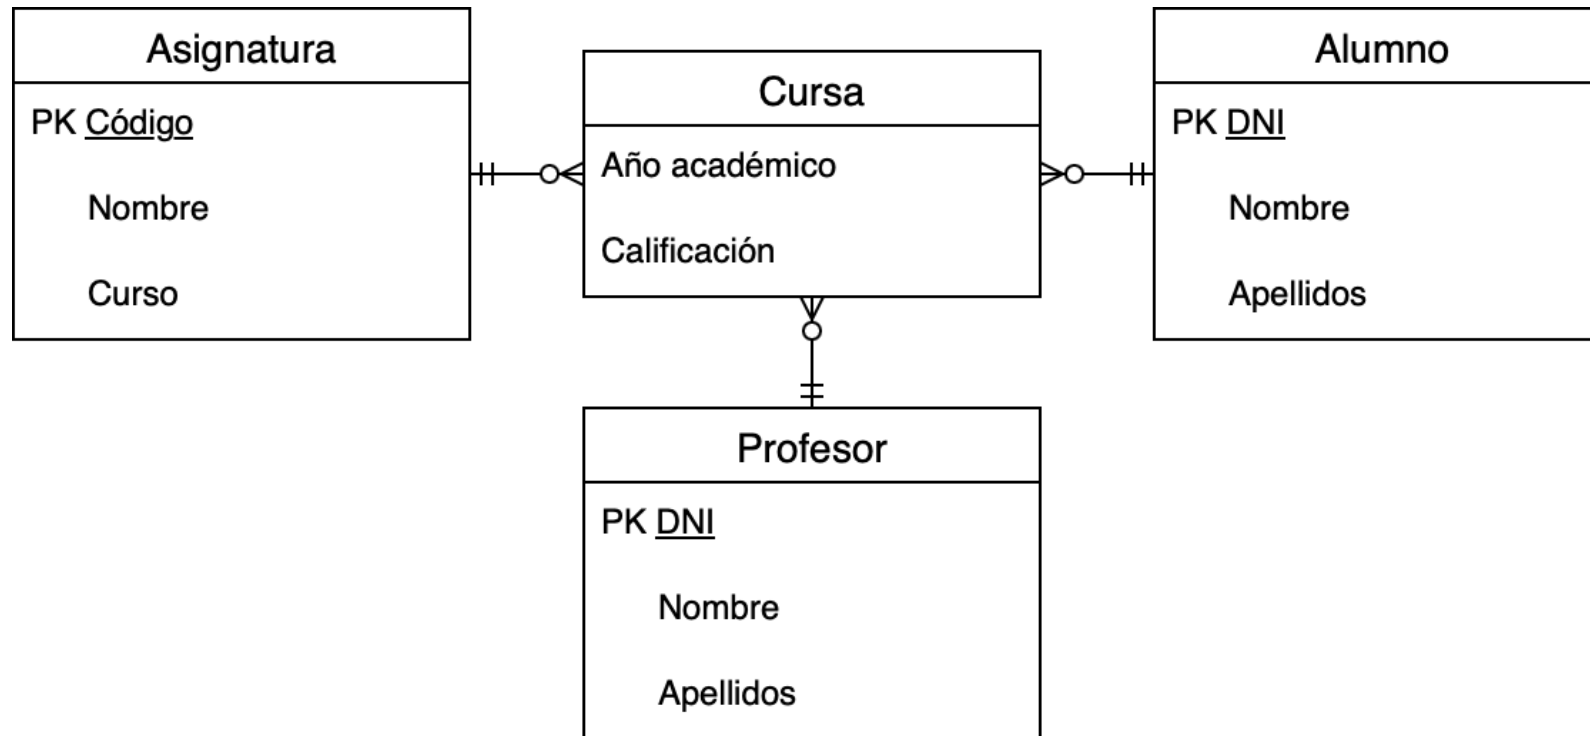 Asignatura
PK Código
Nombre
Curso
Cursa
Año académico
Calificación
Alumno
PK DNI
Nombre
Apellidos
Profesor
PK DNI
Nombre
Apellidos